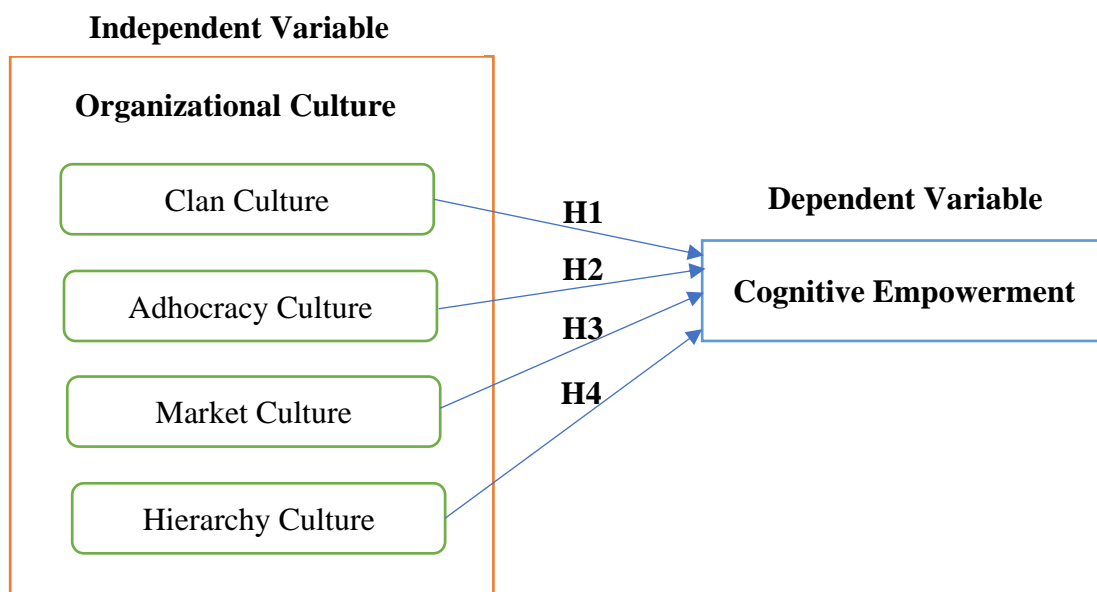 Independent Variable
Organizational Culture
Clan Culture
Adhocracy Culture
Market Culture
Hierarchy Culture
H1
H2
H3
H4
Dependent Variable
Cognitive Empowerment